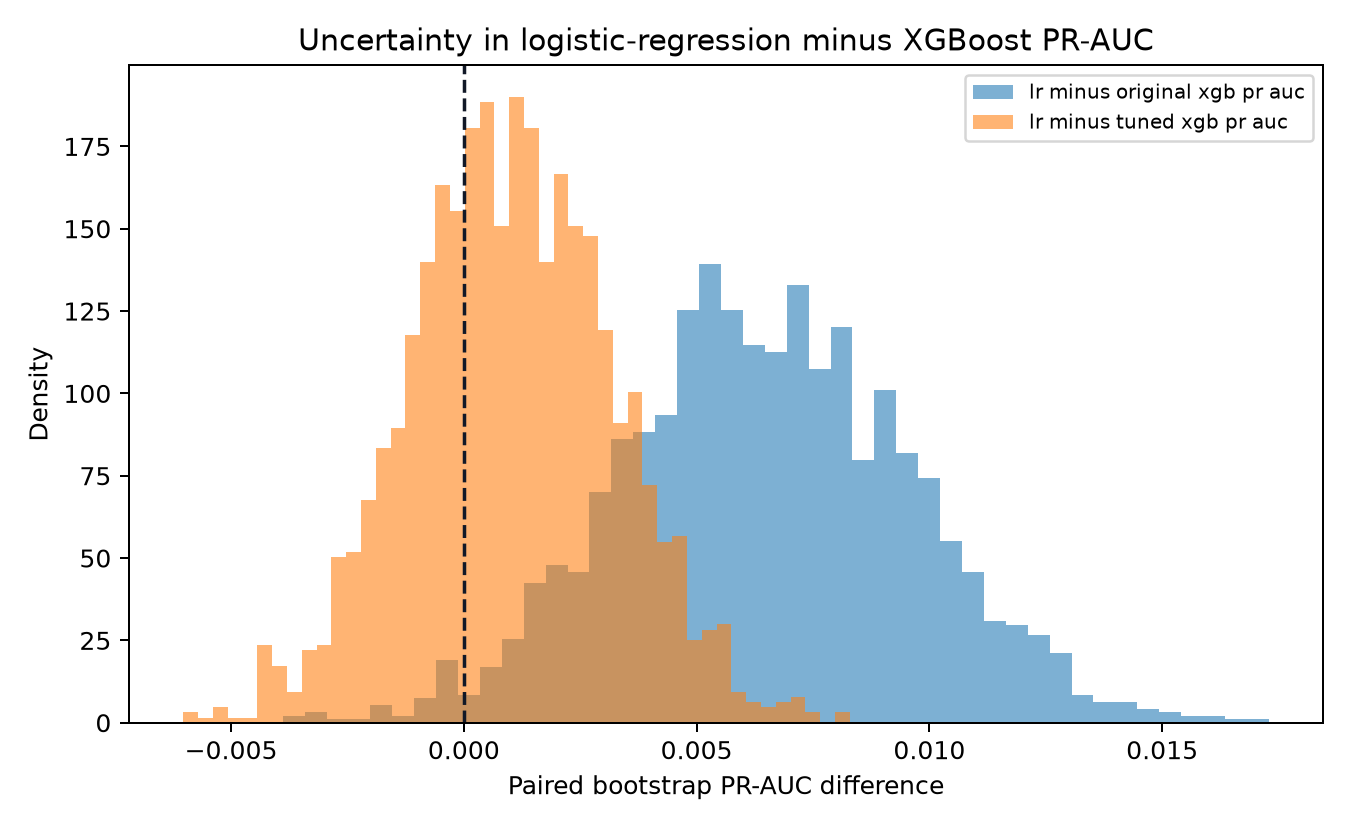 Uncertainty in logistic-regression minus XGBoost PR-AUC
lr minus original xgb pr auc
lr minus tuned xgb pr auc
Density
175
150
125
100
75
50
25
0
−0.005 0.000 0.005 0.010 0.015
Paired bootstrap PR-AUC difference